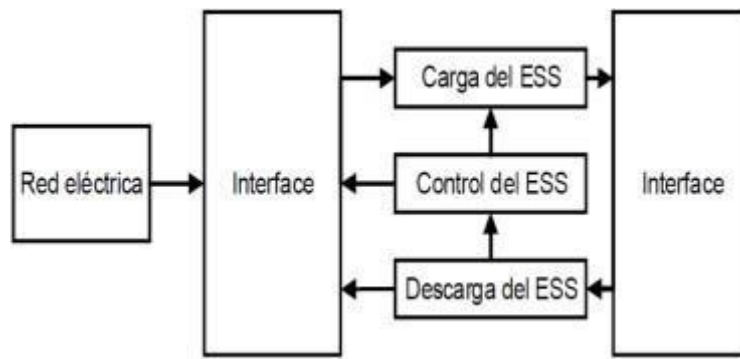 Red eléctrica
Interface
Carga del ESS
Control del ESS
Descarga del ESS
Interface